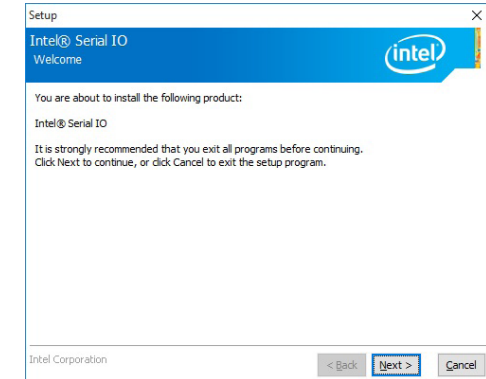 Setup
Intel® Serial IO
Welcome
intel
You are about to install the following product:
Intel® Serial IO
It is strongly recommended that you exit all programs before continuing.
Click Next to continue, or click Cancel to exit the setup program.
Intel Corporation
< Back Next > Cancel